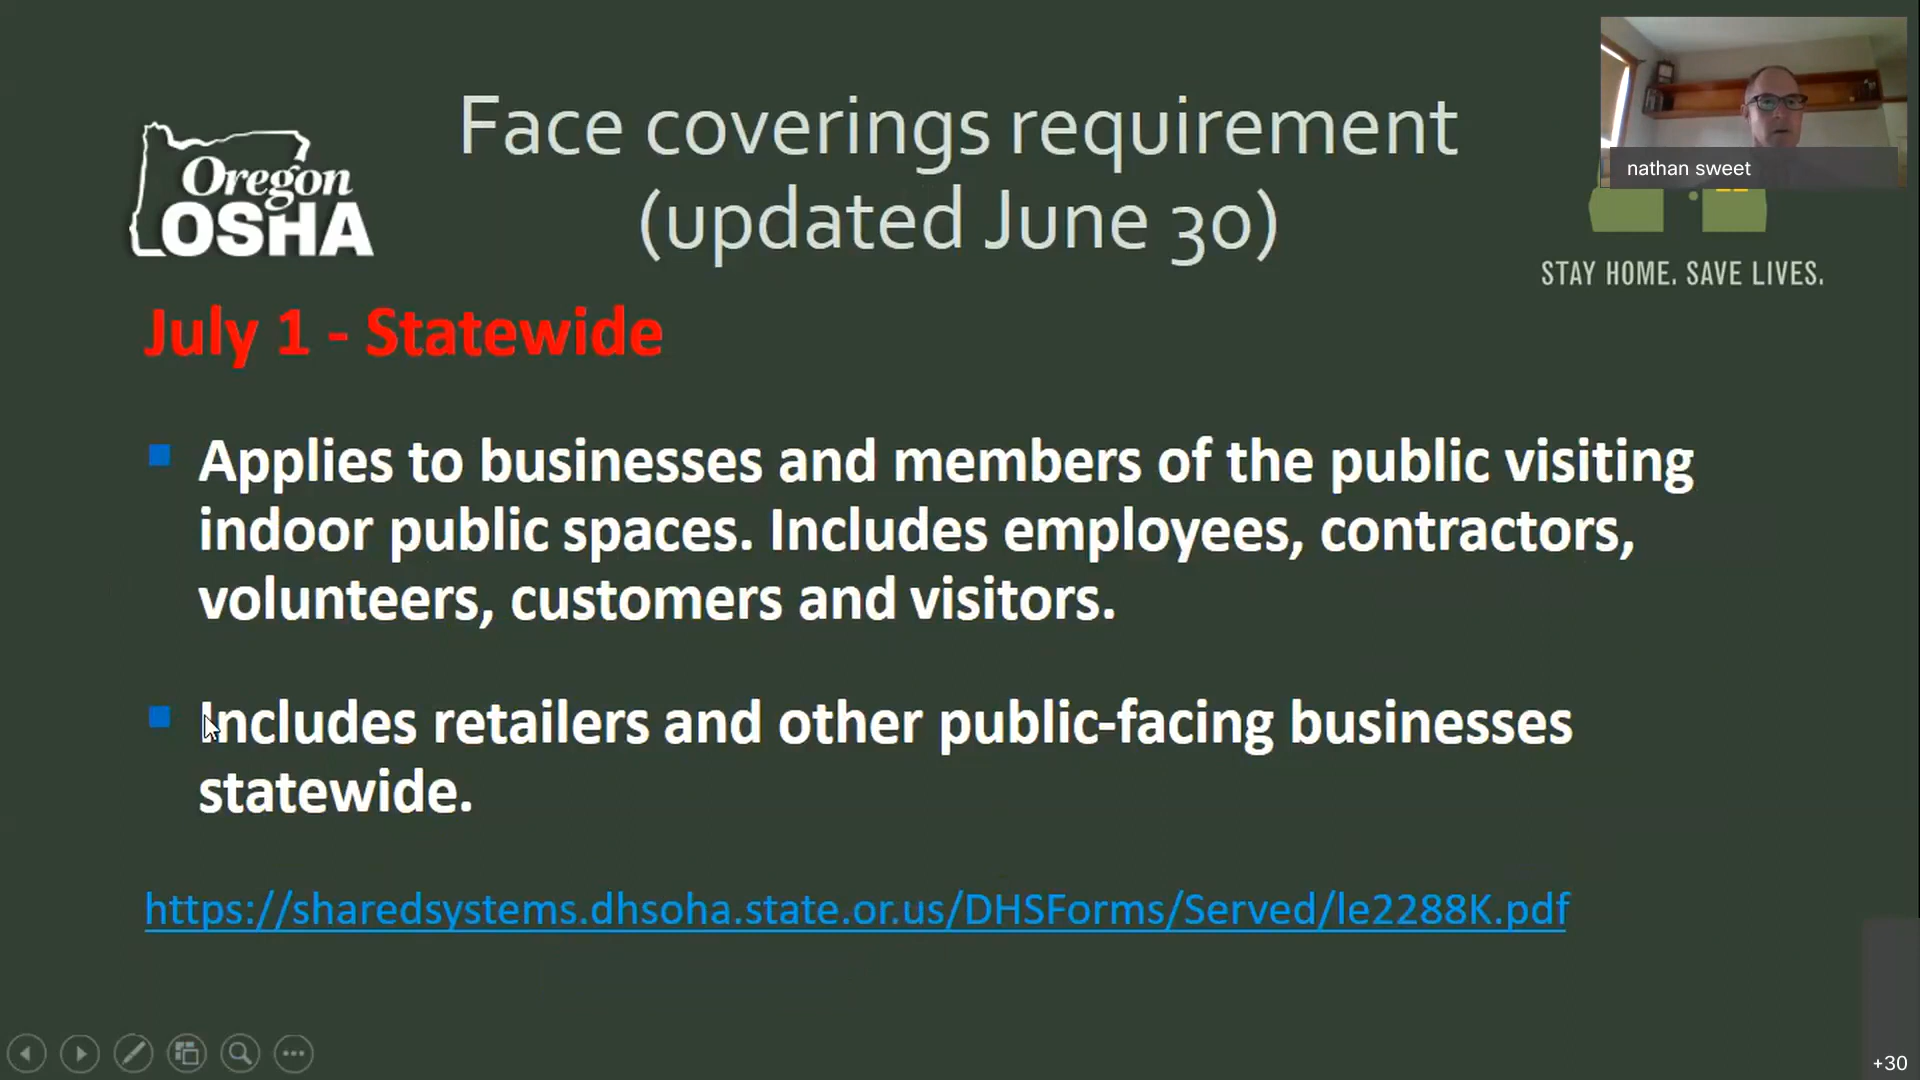 Face coverings requirement
(updated June 30)
Oregon
OSHA
nathan sweet
STAY HOME. SAVE LIVES.
July 1 - Statewide
Applies to businesses and members of the public visiting
indoor public spaces. Includes employees, contractors,
volunteers, customers and visitors.
Includes retailers and other public-facing businesses
statewide.
https://sharedsystems.dhsoha.state.or.us/DHSForms/Served/le2288K.pdf
+30